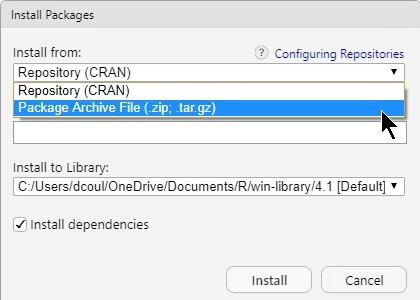 Install Packages
Install from:
? Configuring Repositories
Repository (CRAN)
Repository (CRAN)
Package Archive File (.zip; .tar.gz)
Install to Library:
C:/Users/dcoul/OneDrive/Documents/R/win-library/4.1 [Default]
Install dependencies
Install Cancel